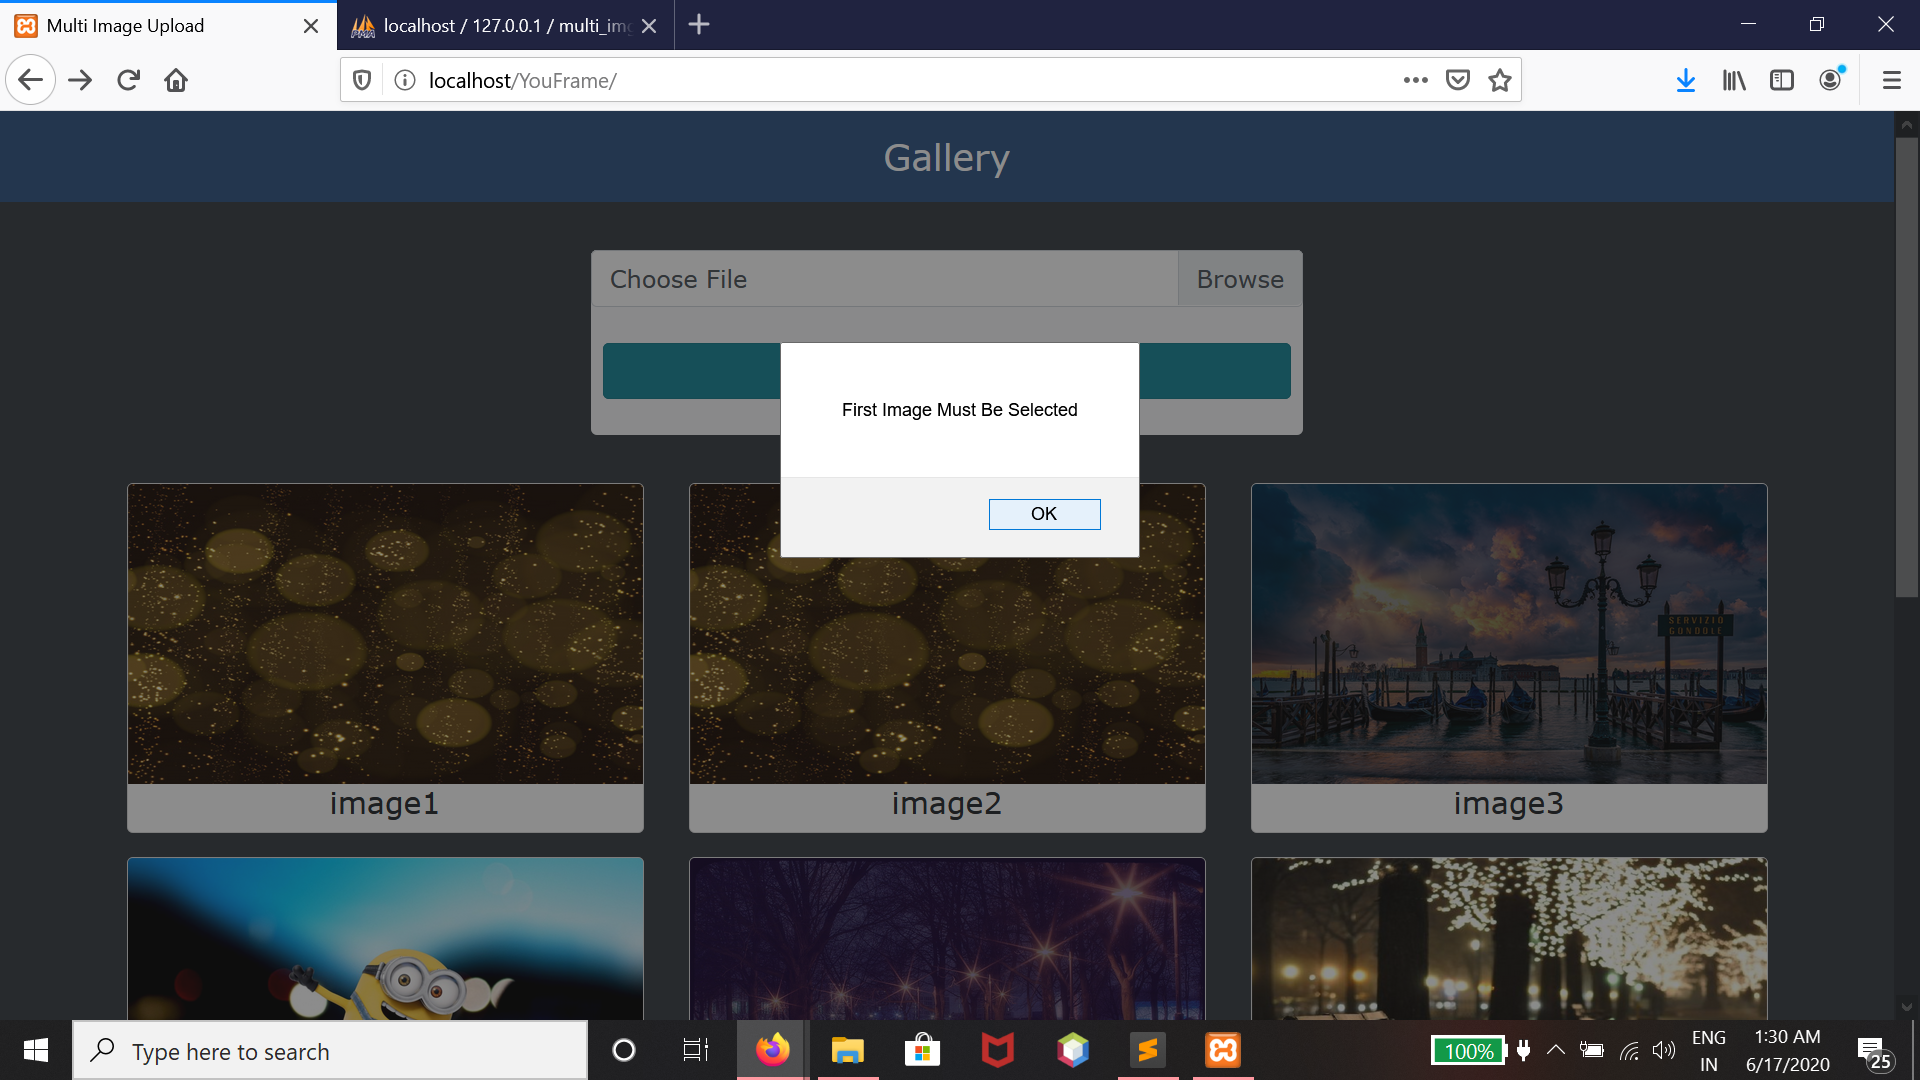 Multi Image Upload
localhost / 127.0.0.1 / multi_im
localhost/YouFrame/
Gallery
Choose File
Browse
First Image Must Be Selected
OK
SERVIZIO
GONDOLE
image1
image2
image3
Type here to search
100%
ENG
IN
1:30 AM
6/17/2020
25